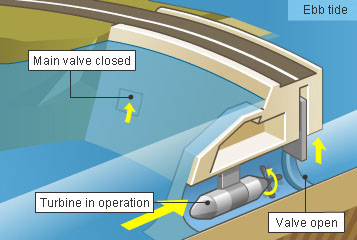 Ebb tide
Main valve closed
Turbine in operation
Valve open